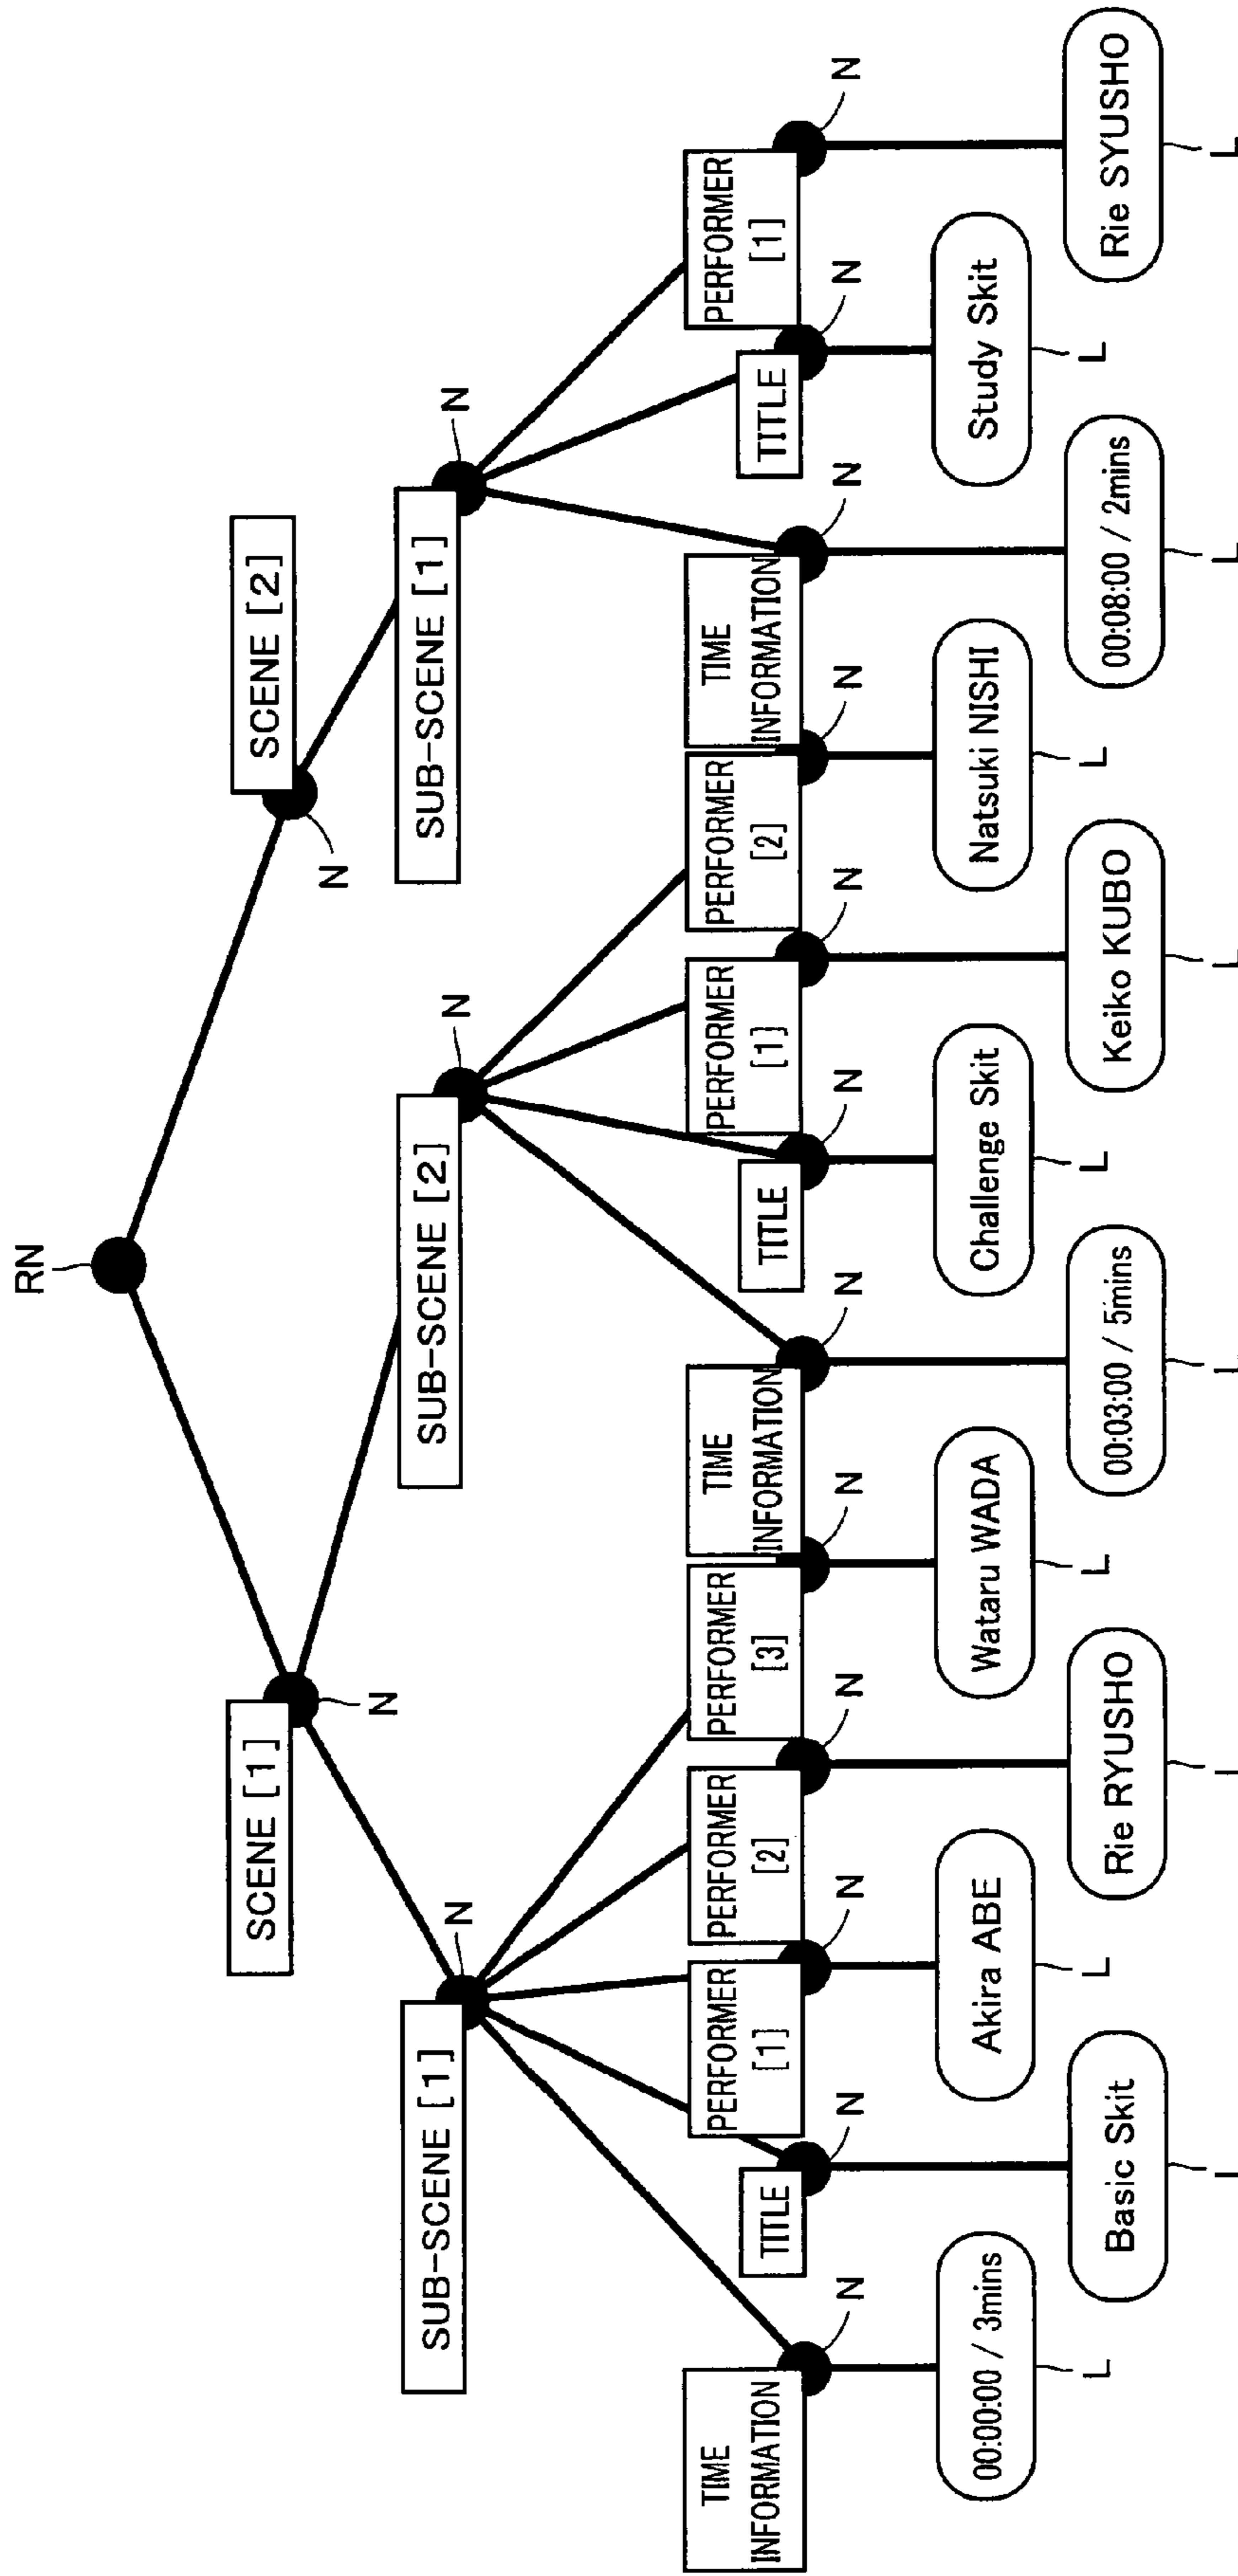 RN
SCENE [1]
N
SCENE [2]
N
SUB-SCENE [1]
N
SUB-SCENE [2]
N
SUB-SCENE [1]
N
TIME
INFORMATION
N
TITLE
N
PERFORMER
[1]
N
PERFORMER
[2]
N
PERFORMER
[3]
N
TIME
INFORMATION
N
TITLE
N
PERFORMER
[1]
N
PERFORMER
[2]
N
TIME
INFORMATION
N
TITLE
N
PERFORMER
[1]
N
00:00:00 / 3mins
L
Basic Skit
L
Akira ABE
L
Rie RYUSHO
L
Wataru WADA
L
00:03:00 / 5mins
L
Challenge Skit
L
Keiko KUBO
L
Natsuki NISHI
L
00:08:00 / 2mins
L
Study Skit
L
Rie SYUSHO
L